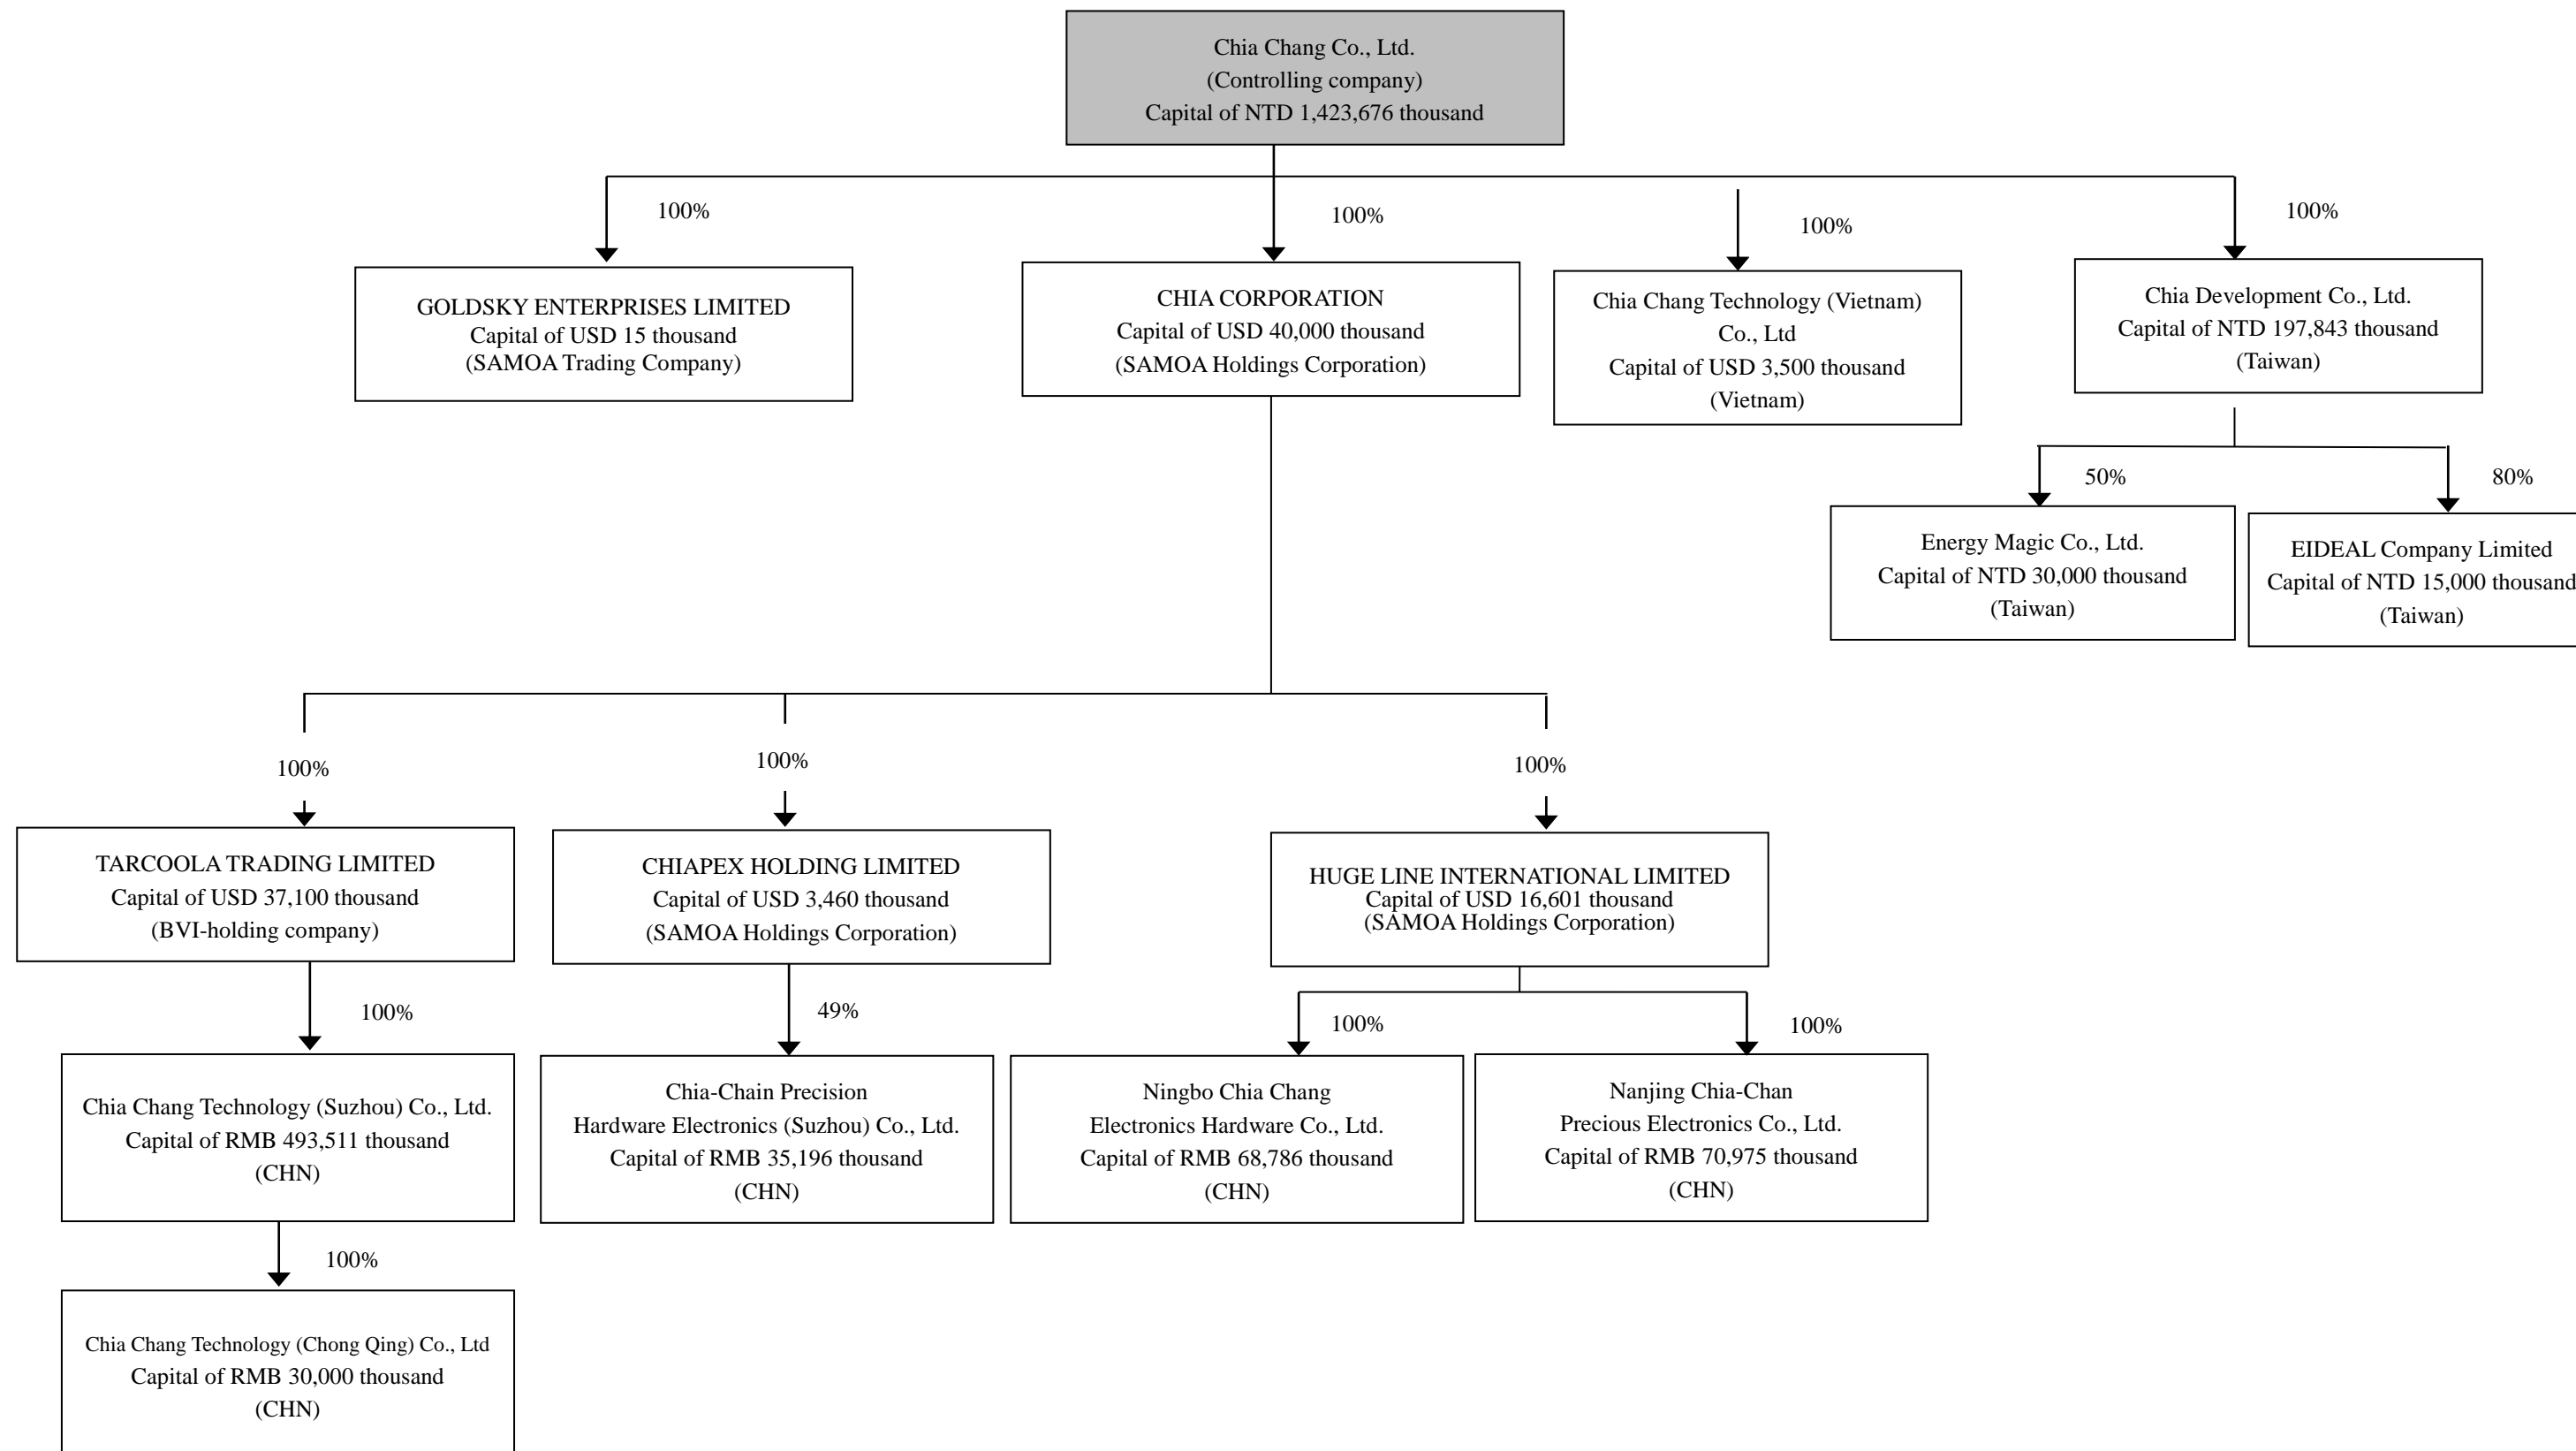 Chia Chang Co., Ltd.
(Controlling company)
Capital of NTD 1,423,676 thousand
100%
100%
100%
100%
GOLDSKY ENTERPRISES LIMITED
Capital of USD 15 thousand
(SAMOA Trading Company)
CHIA CORPORATION
Capital of USD 40,000 thousand
(SAMOA Holdings Corporation)
Chia Chang Technology (Vietnam)
Co., Ltd
Capital of USD 3,500 thousand
(Vietnam)
Chia Development Co., Ltd.
Capital of NTD 197,843 thousand
(Taiwan)
50%
80%
Energy Magic Co., Ltd.
Capital of NTD 30,000 thousand
(Taiwan)
EIDEAL Company Limited
Capital of NTD 15,000 thousand
(Taiwan)
100%
100%
100%
TARCOOLA TRADING LIMITED
Capital of USD 37,100 thousand
(BVI-holding company)
CHIAPEX HOLDING LIMITED
Capital of USD 3,460 thousand
(SAMOA Holdings Corporation)
HUGE LINE INTERNATIONAL LIMITED
Capital of USD 16,601 thousand
(SAMOA Holdings Corporation)
100%
49%
100%
100%
Chia Chang Technology (Suzhou) Co., Ltd.
Capital of RMB 493,511 thousand
(CHN)
Chia-Chain Precision
Hardware Electronics (Suzhou) Co., Ltd.
Capital of RMB 35,196 thousand
(CHN)
Ningbo Chia Chang
Electronics Hardware Co., Ltd.
Capital of RMB 68,786 thousand
(CHN)
Nanjing Chia-Chan
Precious Electronics Co., Ltd.
Capital of RMB 70,975 thousand
(CHN)
100%
Chia Chang Technology (Chong Qing) Co., Ltd
Capital of RMB 30,000 thousand
(CHN)